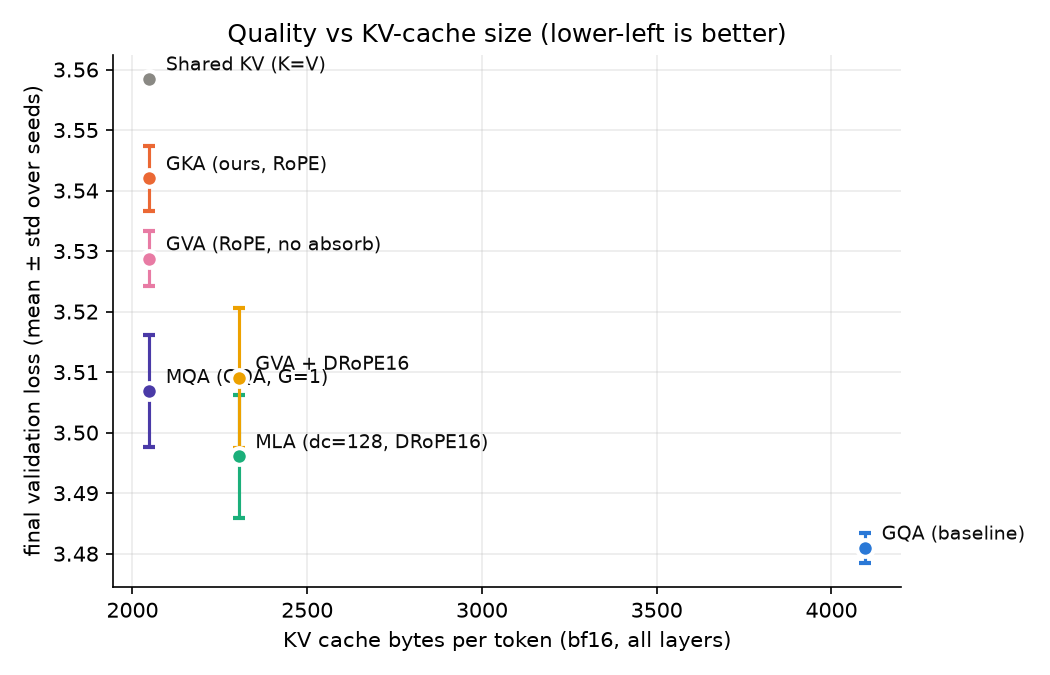 Quality vs KV-cache size (lower-left is better)
final validation loss (mean ± std over seeds)
3.56
3.55
3.54
3.53
3.52
3.51
3.50
3.49
3.48
Shared KV (K=V)
GKA (ours, RoPE)
GVA (RoPE, no absorb)
GVA + DRoPE16
MQA (GQA, G=1)
MLA (dc=128, DRoPE16)
GQA (baseline)
2000 2500 3000 3500 4000
KV cache bytes per token (bf16, all layers)